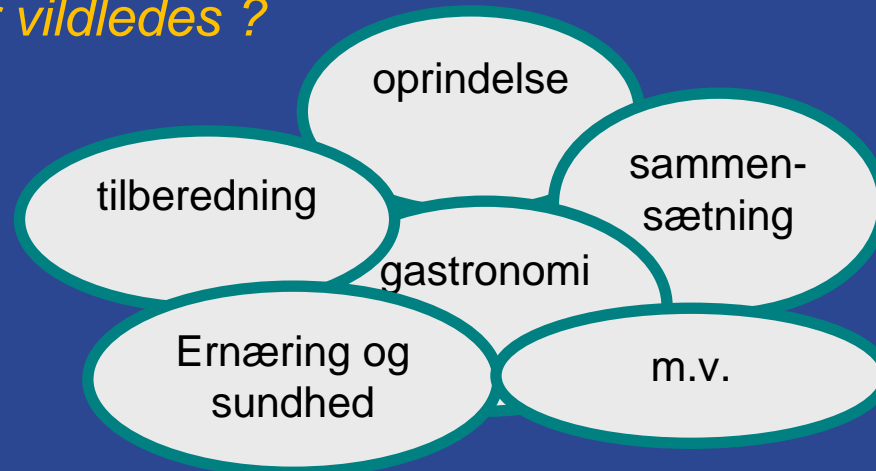 vildledes ?
oprindelse
sammen-
sætning
tilberedning
gastronomi
Ernæring og
sundhed
m.v.